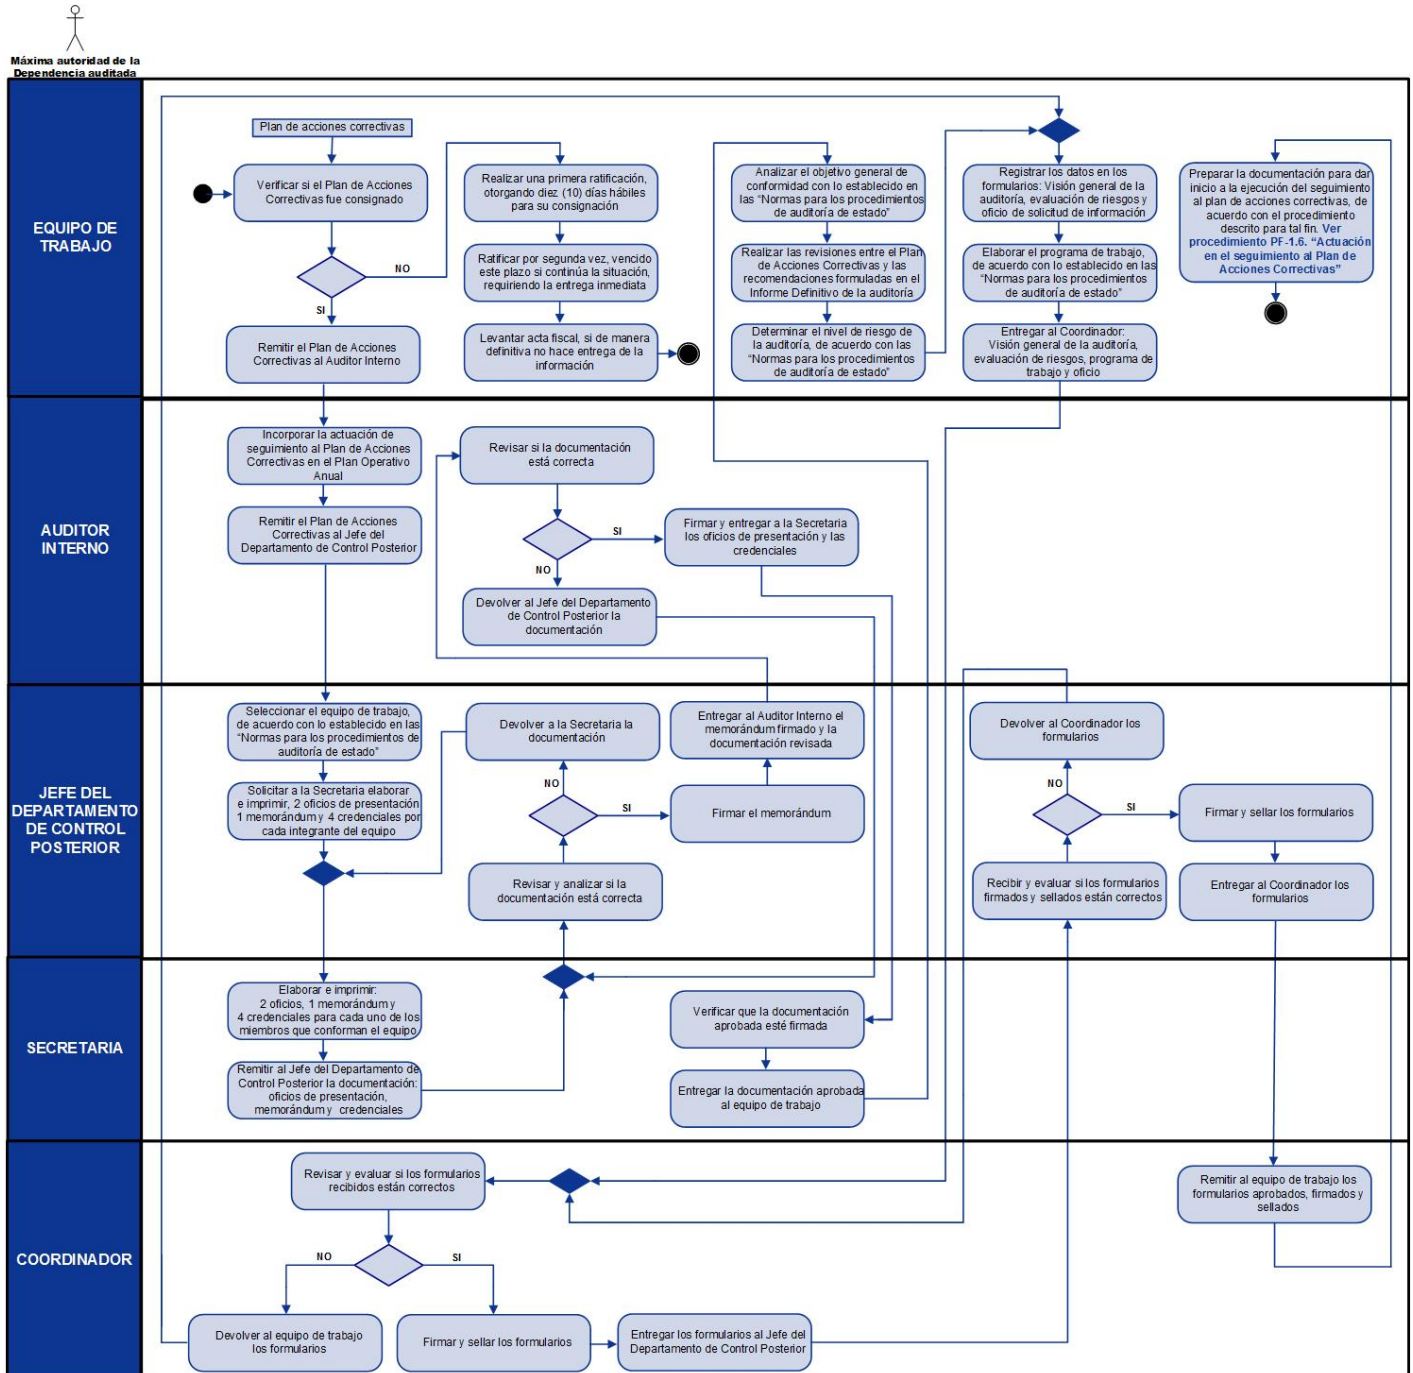 Máxima autoridad de la
Dependencia auditada
EQUIPO DE
TRABAJO
Plan de acciones correctivas
Verificar si el Plan de Acciones
Correctivas fue consignado
NO
SI
Remitir el Plan de Acciones
Correctivas al Auditor Interno
Realizar una primera ratificación,
otorgando diez (10) días hábiles
para su consignación
Ratificar por segunda vez, vencido
este plazo si continúa la situación,
requiriendo la entrega inmediata
Levantar acta fiscal, si de manera
definitiva no hace entrega de la
información
Analizar el objetivo general de
conformidad con lo establecido en
las “Normas para los procedimientos
de auditoría de estado”
Realizar las revisiones entre el Plan
de Acciones Correctivas y las
recomendaciones formuladas en el
Informe Definitivo de la auditoría
Determinar el nivel de riesgo de
la auditoría, de acuerdo con las
“Normas para los procedimientos
de auditoría de estado”
Registrar los datos en los
formularios: Visión general de la
auditoría, evaluación de riesgos y
oficio de solicitud de información
Elaborar el programa de trabajo,
de acuerdo con lo establecido en las
“Normas para los procedimientos
de auditoría de estado”
Entregar al Coordinador:
Visión general de la auditoría,
evaluación de riesgos, programa de
trabajo y oficio
Preparar la documentación para dar
inicio a la ejecución del seguimiento
al plan de acciones correctivas, de
acuerdo con el procedimiento
descrito para tal fin. Ver
procedimiento PF-1.6. “Actuación
en el seguimiento al Plan de
Acciones Correctivas”
AUDITOR
INTERNO
Incorporar la actuación de
seguimiento al Plan de Acciones
Correctivas en el Plan Operativo
Anual
Remitir el Plan de Acciones
Correctivas al Jefe del
Departamento de Control Posterior
Revisar si la documentación
está correcta
SI
NO
Firmar y entregar a la Secretaria
los oficios de presentación y las
credenciales
Devolver al Jefe del Departamento
de Control Posterior la
documentación
JEFE DEL
DEPARTAMENTO
DE CONTROL
POSTERIOR
Seleccionar el equipo de trabajo,
de acuerdo con lo establecido en las
“Normas para los procedimientos de
auditoría de estado”
Solicitar a la Secretaria elaborar
e imprimir, 2 oficios de presentación
1 memorándum y 4 credenciales por
cada integrante del equipo
Devolver a la Secretaria la
documentación
NO
SI
Revisar y analizar si la
documentación está correcta
Entregar al Auditor Interno el
memorándum firmado y la
documentación revisada
Firmar el memorándum
Devolver al Coordinador los
formularios
NO
SI
Recibir y evaluar si los formularios
firmados y sellados están correctos
Firmar y sellar los formularios
Entregar al Coordinador los
formularios
SECRETARIA
Elaborar e imprimir:
2 oficios, 1 memorándum y
4 credenciales para cada uno de los
miembros que conforman el equipo
Remitir al Jefe del Departamento de
Control Posterior la documentación:
oficios de presentación,
memorándum y credenciales
Verificar que la documentación
aprobada esté firmada
Entregar la documentación aprobada
al equipo de trabajo
COORDINADOR
Revisar y evaluar si los formularios
recibidos están correctos
NO
SI
Devolver al equipo de trabajo
los formularios
Firmar y sellar los formularios
Entregar los formularios al Jefe del
Departamento de Control Posterior
Remitir al equipo de trabajo los
formularios aprobados, firmados y
sellados